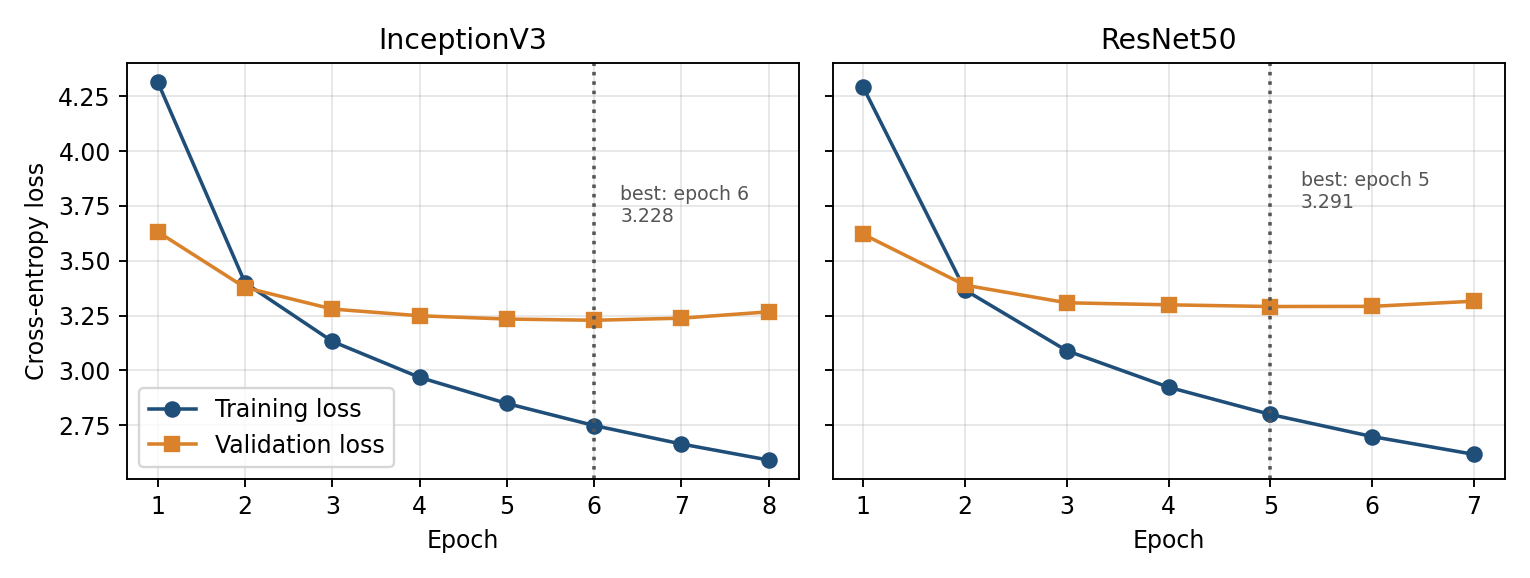 InceptionV3
ResNet50
Cross-entropy loss
4.25
4.00
3.75
3.50
3.25
3.00
2.75
best: epoch 6
3.228
best: epoch 5
3.291
Training loss
Validation loss
1 2 3 4 5 6 7 8
1 2 3 4 5 6 7
Epoch
Epoch